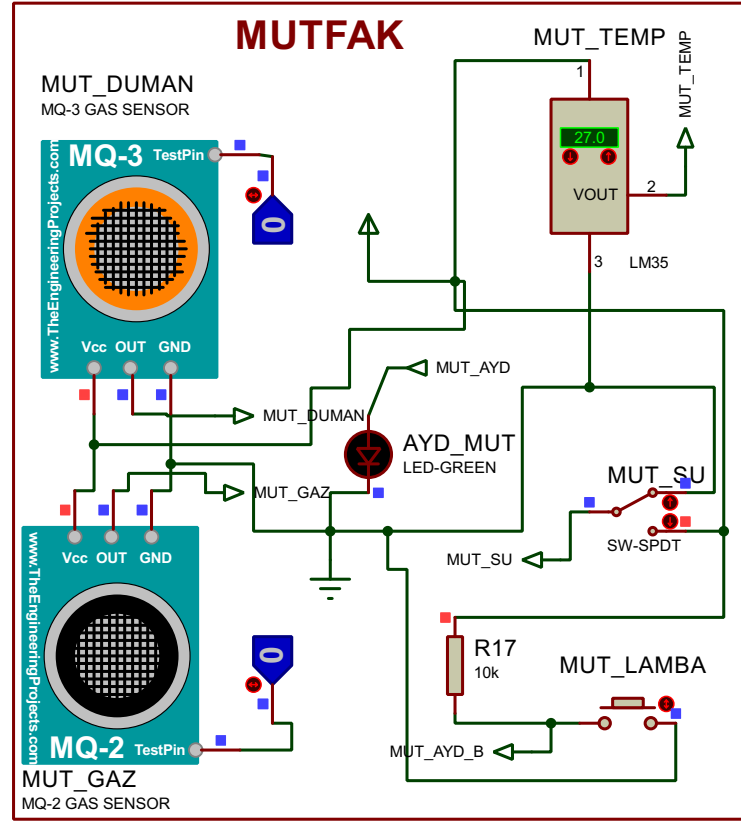 MUTFAK
MUT_TEMP
MUT_TEMP
1
27.0
VOUT
2
3
LM35
MUT_DUMAN
MQ-3 GAS SENSOR
MQ-3
TestPin
0
www.TheEngineeringProjects.com
Vcc OUT GND
MUT_DUMAN
MUT_AYD
AYD_MUT
LED-GREEN
MUT_GAZ
MUT_SU
SW-SPDT
MUT_SU
Vcc OUT GND
www.TheEngineeringProjects.com
0
MQ-2
TestPin
MUT_GAZ
MQ-2 GAS SENSOR
R17
10k
MUT_LAMBA
MUT_AYD_B